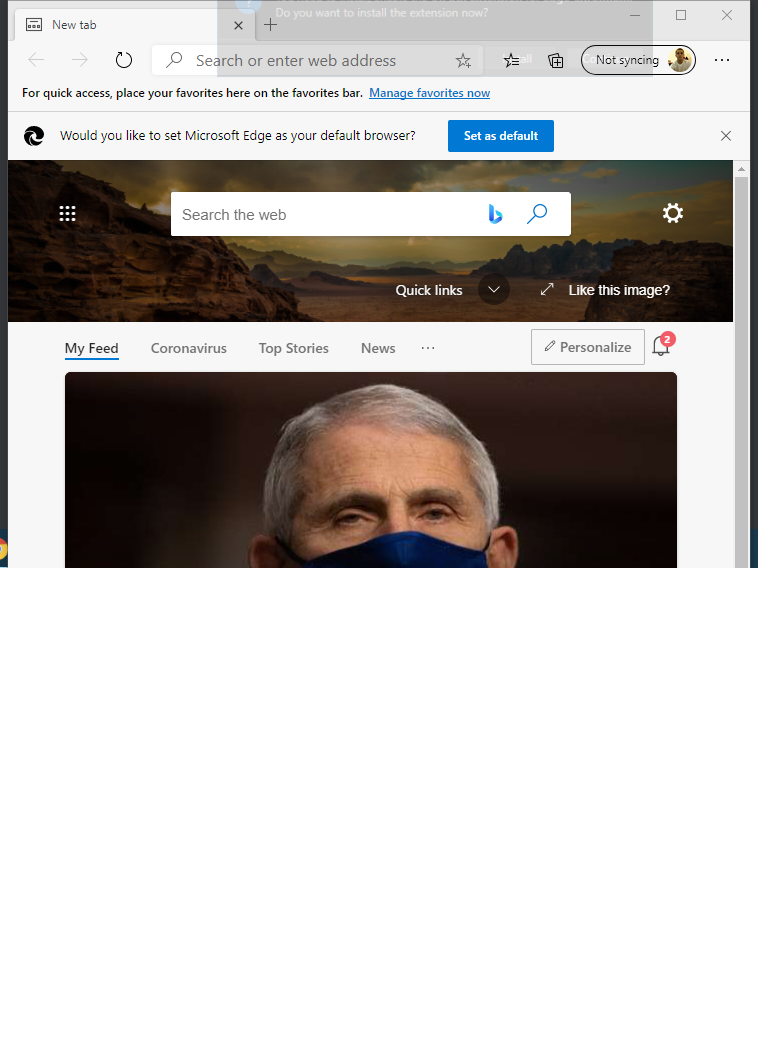 Do you want to install the extension now?
New tab
Search or enter web address
Not syncing
For quick access, place your favorites here on the favorites bar. Manage favorites now
Would you like to set Microsoft Edge as your default browser? Set as default
Search the web
Quick links Like this image?
My Feed Coronavirus Top Stories News ... Personalize 2